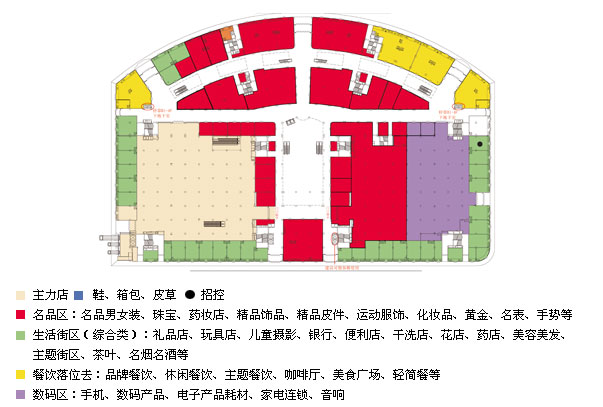 主力店 鞋、箱包、皮草 招控
名品区：名品男女装、珠宝、药妆店、精品饰品、精品皮件、运动服饰、化妆品、黄金、名表、手势等
生活街区（综合类）：礼品店、玩具店、儿童摄影、银行、便利店、干洗店、花店、药店、美容美发、
主题街区、茶叶、名烟名酒等
餐饮落位去：品牌餐饮、休闲餐饮、主题餐饮、咖啡厅、美食广场、轻简餐等
数码区：手机、数码产品、电子产品耗材、家电连锁、音响